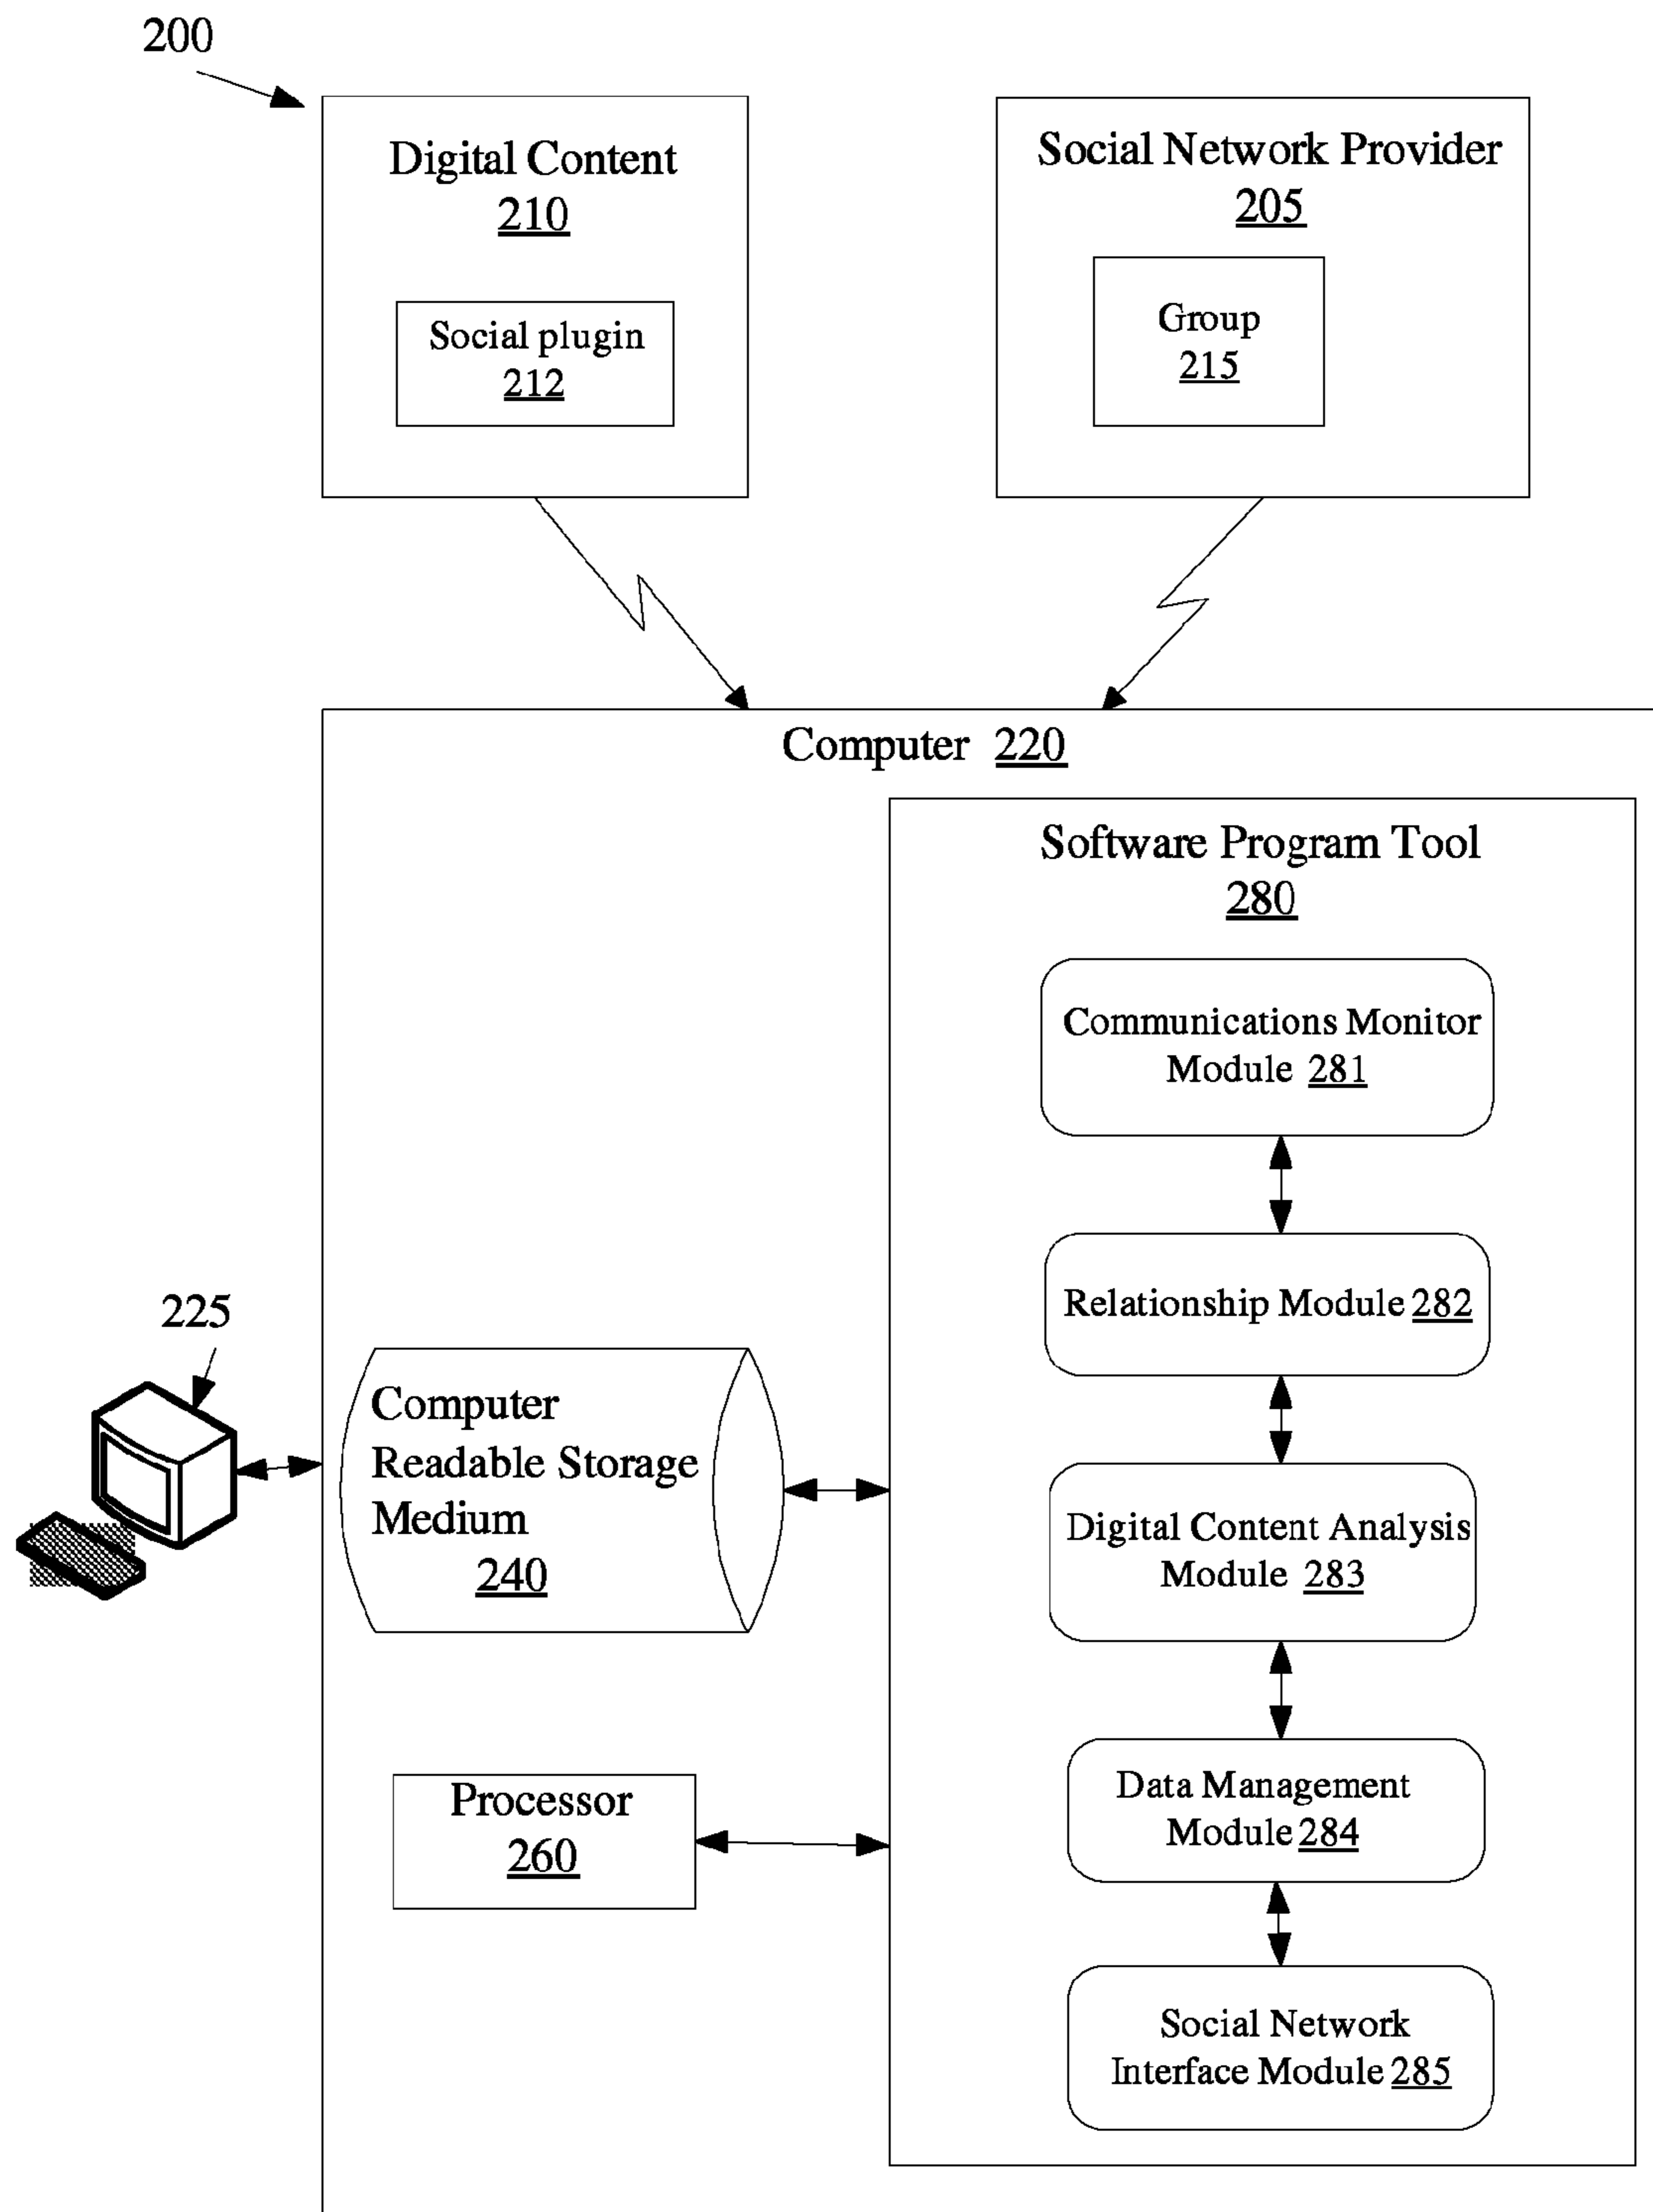 200
Digital Content
210
Social plugin
212
Social Network Provider
205
Group
215
Computer 220
Software Program Tool
280
Communications Monitor
Module 281
Relationship Module 282
Digital Content Analysis
Module 283
Data Management
Module 284
Social Network
Interface Module 285
225
Computer
Readable Storage
Medium
240
Processor
260